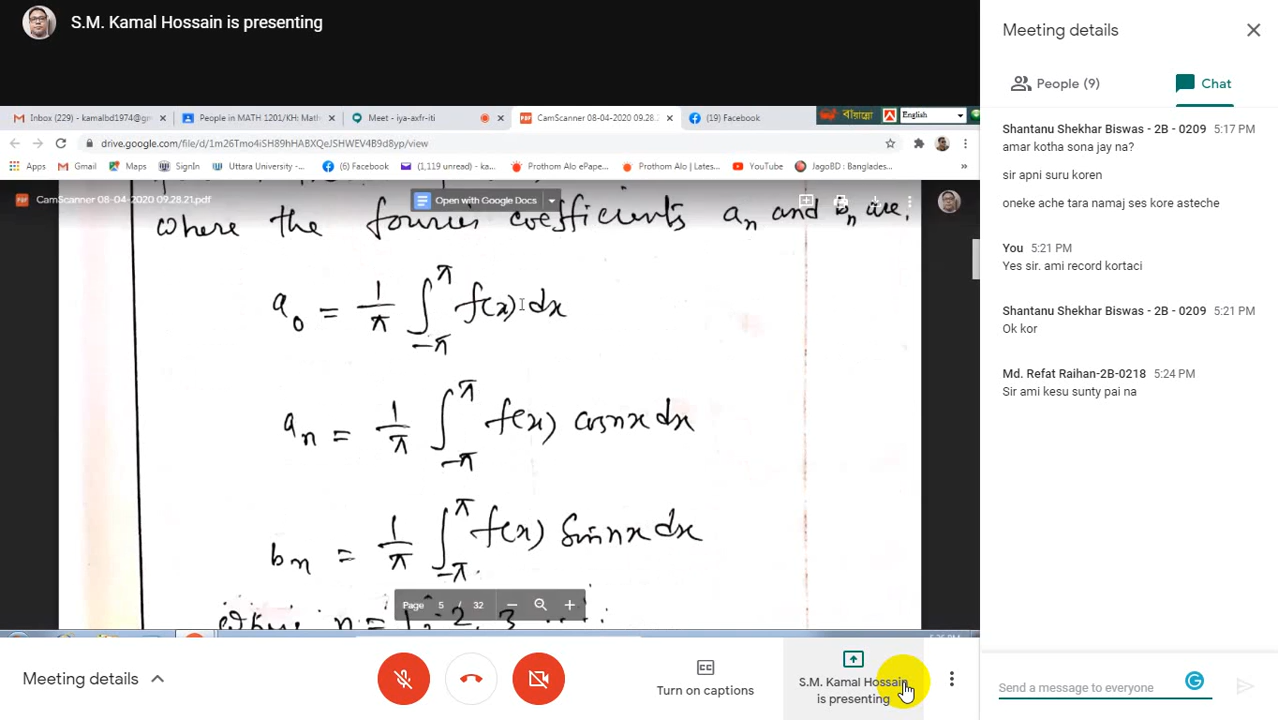 S.M. Kamal Hossain is presenting
Meeting details
People (9)
Chat
Inbox (229) - kamalbd1974@gm
People in MATH 1201/KH: Math
Meet - iya-axfr-iti
CamScanner 08-04-2020 09.28.
(19) Facebook
English
drive.google.com/file/d/1m26Tmo4iSH89hHABXQeJSHWEV4B9d8yp/view
Apps
Gmail
Maps
SignIn
Uttara University-...
(6) Facebook
(1,119 unread) - ka...
Prothom Alo ePape...
Prothom Alo | Lates...
YouTube
JagoBD : Banglades...
CamScanner 08-04-2020 09.28.21.pdf
Open with Google Docs
where the fourier coefficients aₙ and bₙ are.
a₀ = 1/π ∫_{-π}^{π} f(x) dx
aₙ = 1/π ∫_{-π}^{π} f(x) cosnx dx
bₙ = 1/π ∫_{-π}^{π} f(x) Sinnx dx
where n = 1, 2, 3 ....
Page 5 / 32
Shantanu Shekhar Biswas - 2B - 0209 5:17 PM
amar kotha sona jay na?
sir apni suru koren
oneke ache tara namaj ses kore asteche
You 5:21 PM
Yes sir. ami record kortaci
Shantanu Shekhar Biswas - 2B - 0209 5:21 PM
Ok kor
Md. Refat Raihan-2B-0218 5:24 PM
Sir ami kesu sunty pai na
Meeting details
Turn on captions
S.M. Kamal Hossain
is presenting
Send a message to everyone